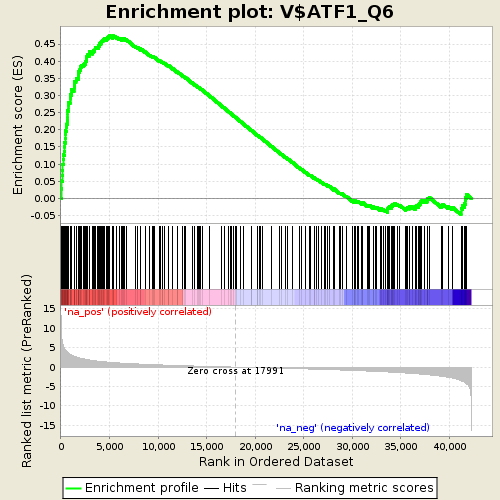 Enrichment plot: V$ATF1_Q6
Enrichment score (ES)
0.45
0.40
0.35
0.30
0.25
0.20
0.15
0.10
0.05
0.00
-0.05
'na_pos' (positively correlated)
Ranked list metric (PreRanked)
15
10
5
0
-5
-10
-15
Zero cross at 17991
'na_neg' (negatively correlated)
0 5,000 10,000 15,000 20,000 25,000 30,000 35,000 40,000
Rank in Ordered Dataset
Enrichment profile Hits Ranking metric scores